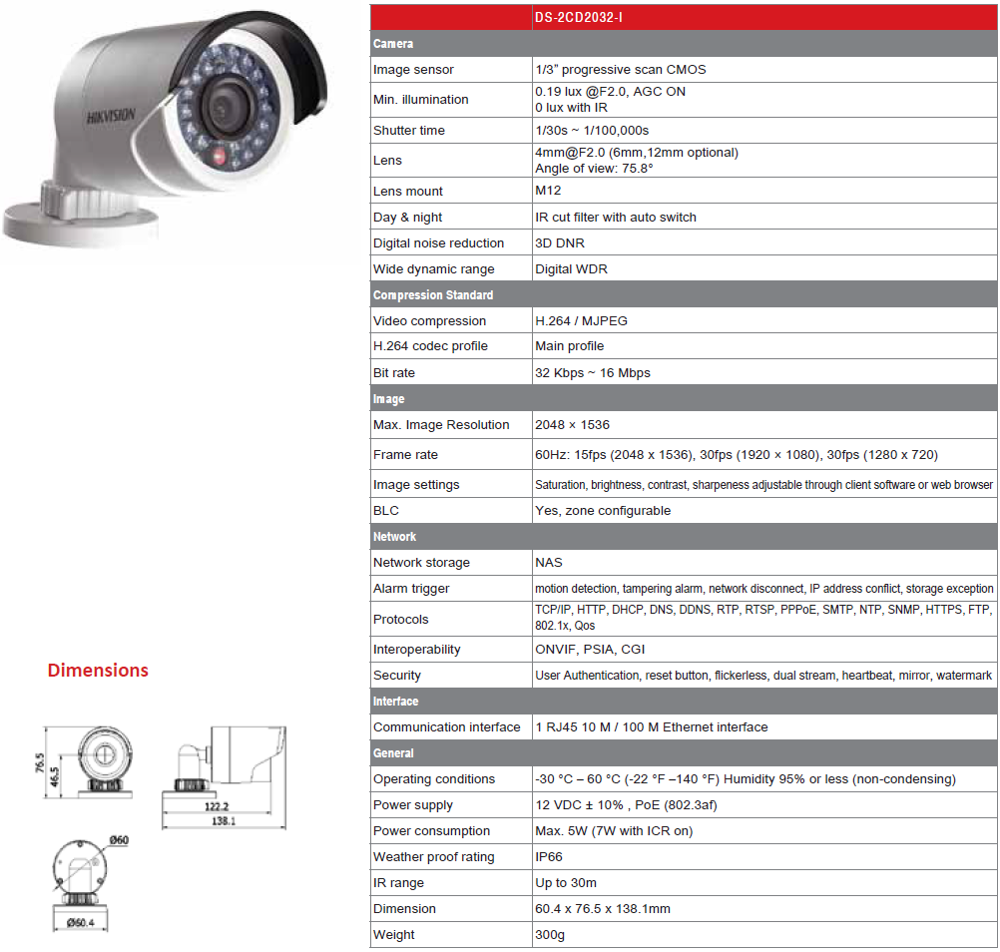 HIKVISION
DS-2CD2032-I
Camera
Image sensor 1/3” progressive scan CMOS
Min. illumination 0.19 lux @F2.0, AGC ON
0 lux with IR
Shutter time 1/30s ~ 1/100,000s
Lens 4mm@F2.0 (6mm,12mm optional)
Angle of view: 75.8°
Lens mount M12
Day & night IR cut filter with auto switch
Digital noise reduction 3D DNR
Wide dynamic range Digital WDR
Compression Standard
Video compression H.264 / MJPEG
H.264 codec profile Main profile
Bit rate 32 Kbps ~ 16 Mbps
Image
Max. Image Resolution 2048 × 1536
Frame rate 60Hz: 15fps (2048 x 1536), 30fps (1920 × 1080), 30fps (1280 x 720)
Image settings Saturation, brightness, contrast, sharpeness adjustable through client software or web browser
BLC Yes, zone configurable
Network
Network storage NAS
Alarm trigger motion detection, tampering alarm, network disconnect, IP address conflict, storage exception
Protocols TCP/IP, HTTP, DHCP, DNS, DDNS, RTP, RTSP, PPPoE, SMTP, NTP, SNMP, HTTPS, FTP,
802.1x, Qos
Interoperability ONVIF, PSIA, CGI
Security User Authentication, reset button, flickerless, dual stream, heartbeat, mirror, watermark
Interface
Communication interface 1 RJ45 10 M / 100 M Ethernet interface
General
Operating conditions -30 °C – 60 °C (-22 °F –140 °F) Humidity 95% or less (non-condensing)
Power supply 12 VDC ± 10% , PoE (802.3af)
Power consumption Max. 5W (7W with ICR on)
Weather proof rating IP66
IR range Up to 30m
Dimension 60.4 x 76.5 x 138.1mm
Weight 300g
Dimensions
76.5
46.5
122.2
138.1
Ø60
Ø60.4